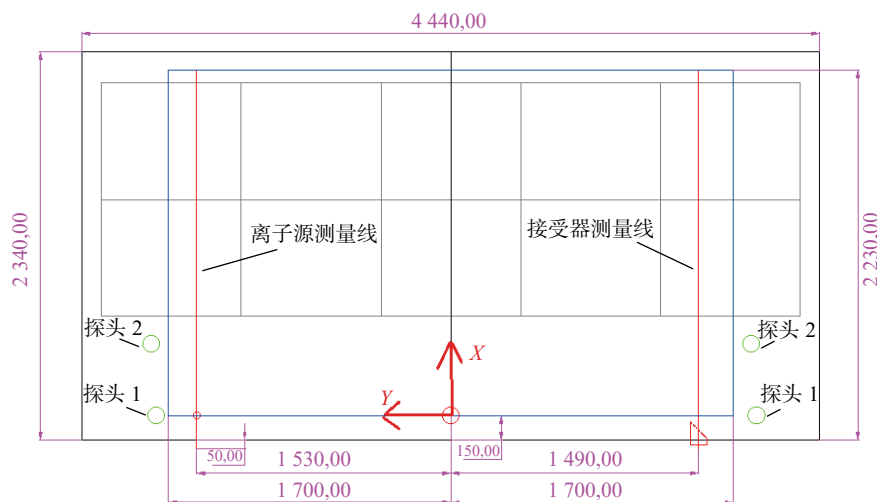 4 440,00
2 340,00
2 230.00
离子源测量线
接受器测量线
探头 2
探头 2
探头 1
探头 1
X
Y
50,00
150,00
1 530,00
1 490,00
1 700,00
1 700,00